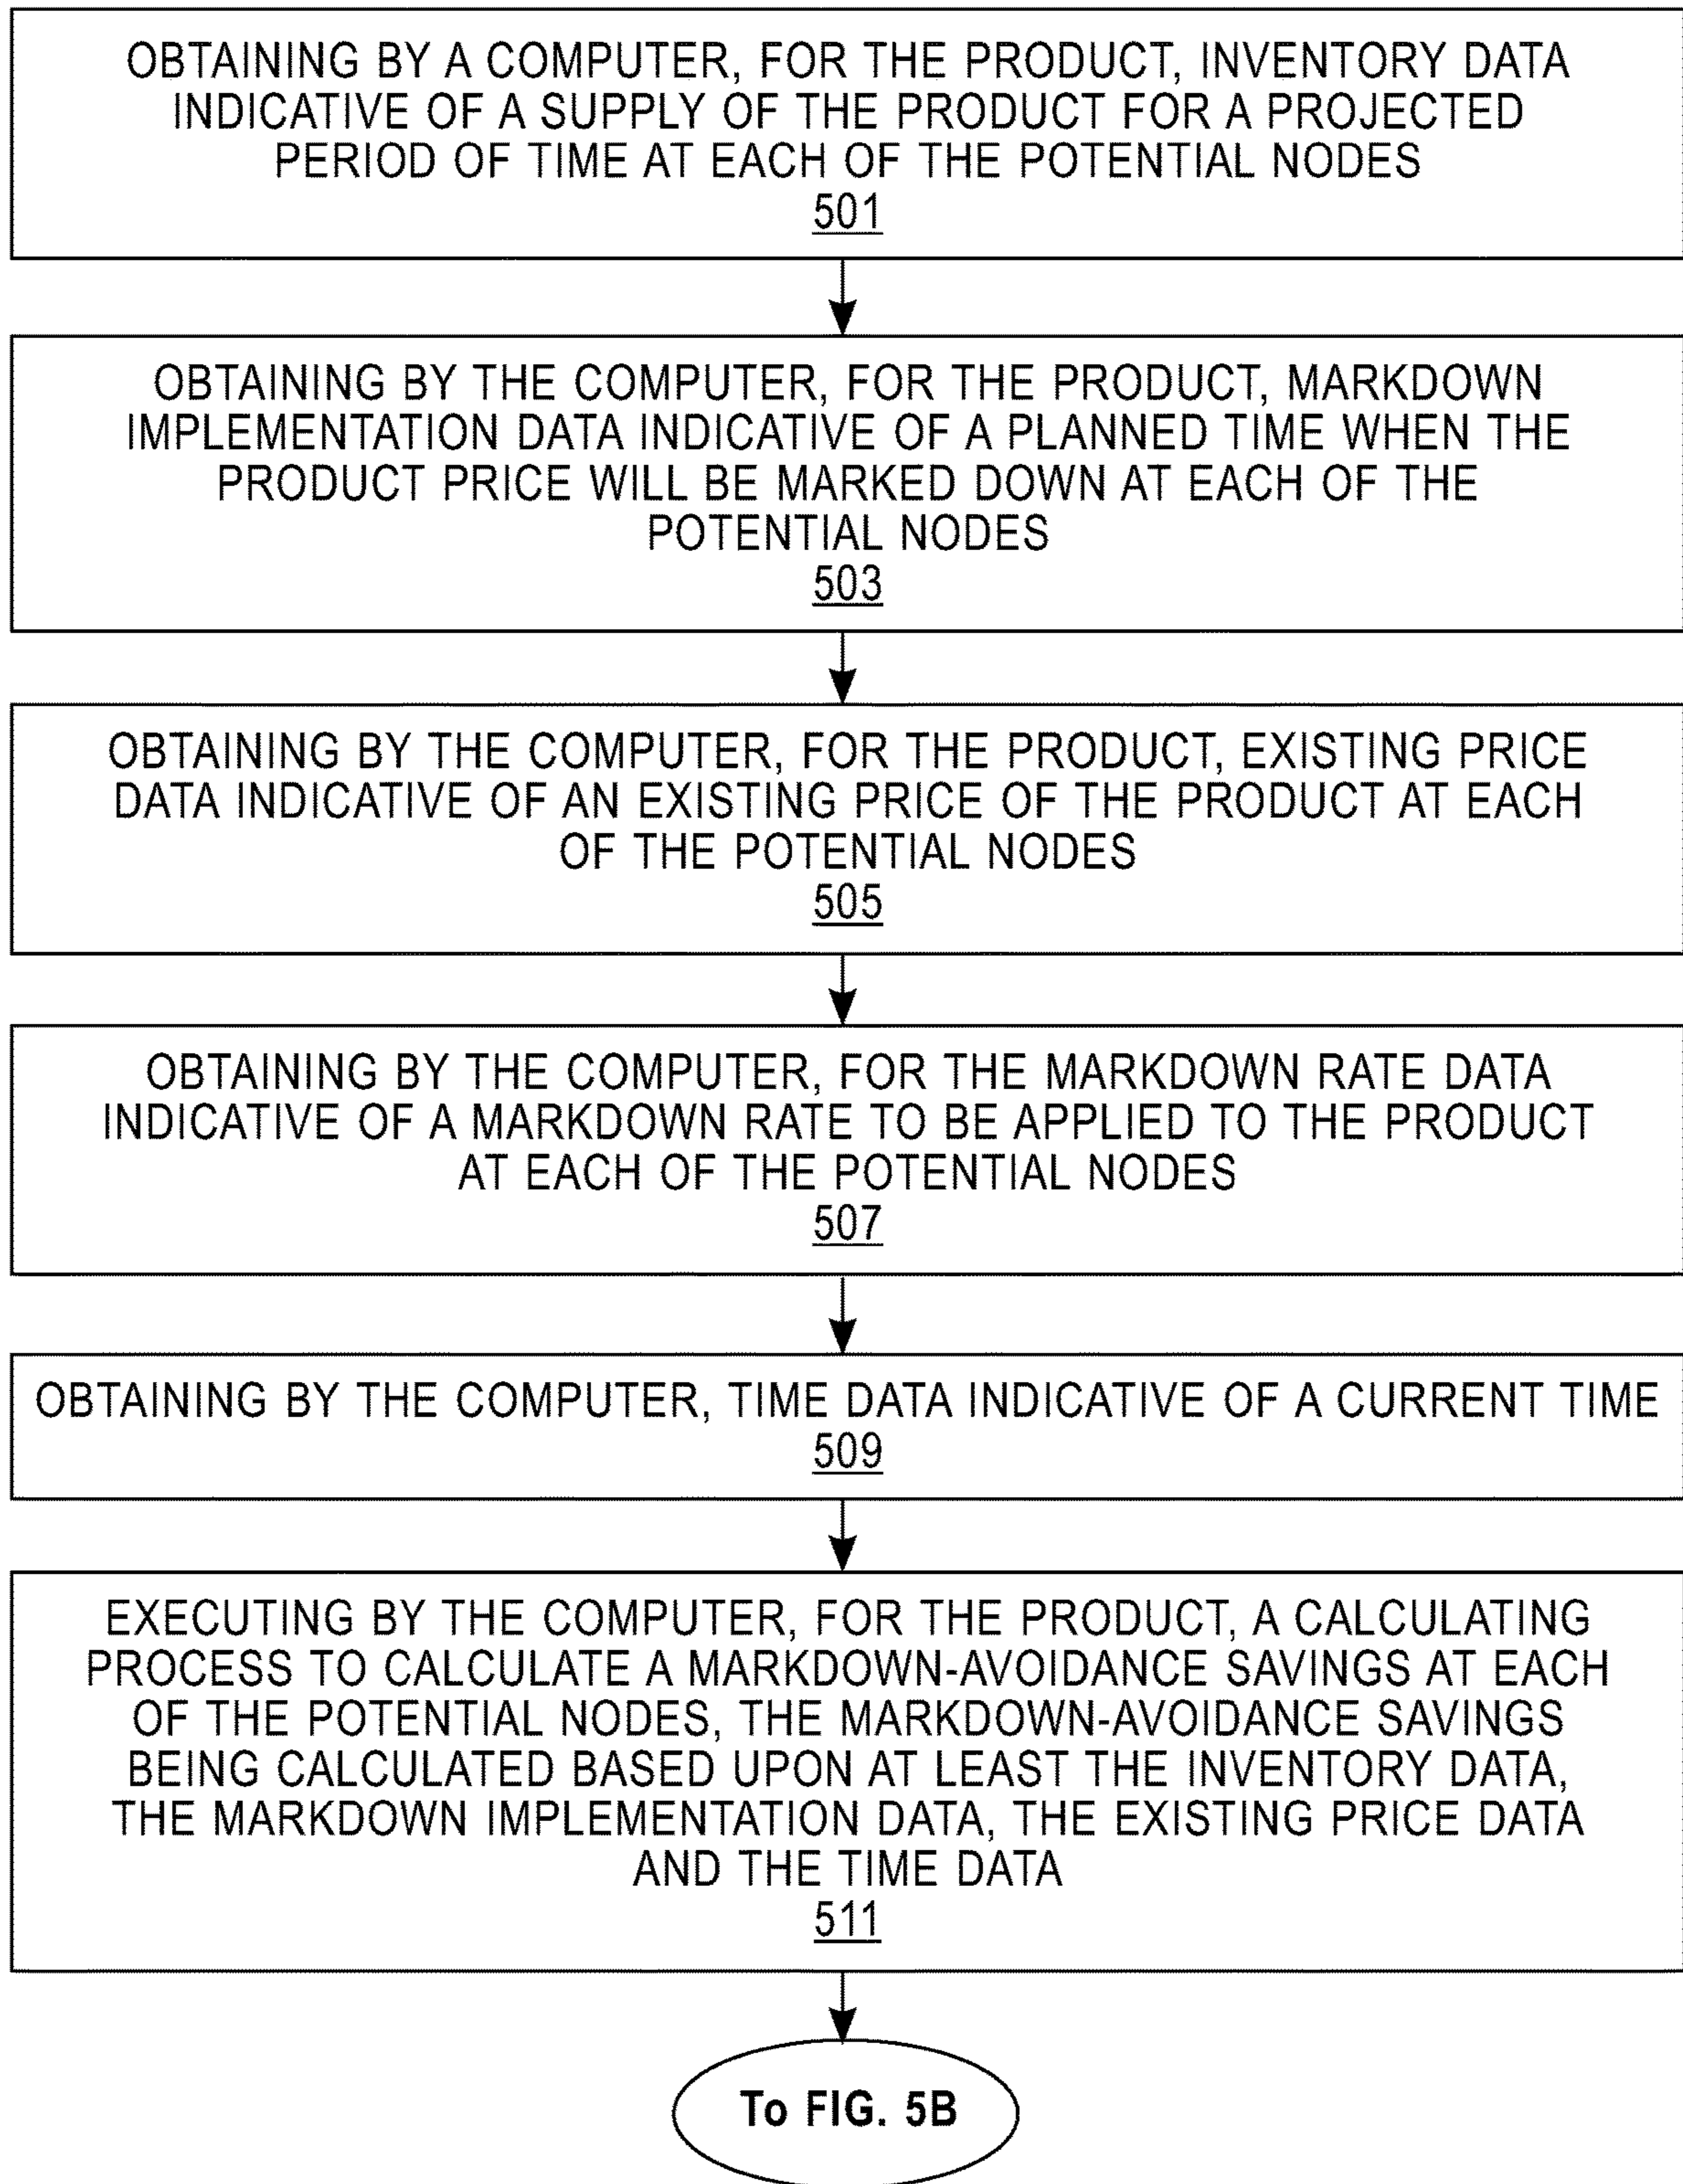 OBTAINING BY A COMPUTER, FOR THE PRODUCT, INVENTORY DATA
INDICATIVE OF A SUPPLY OF THE PRODUCT FOR A PROJECTED
PERIOD OF TIME AT EACH OF THE POTENTIAL NODES
501
OBTAINING BY THE COMPUTER, FOR THE PRODUCT, MARKDOWN
IMPLEMENTATION DATA INDICATIVE OF A PLANNED TIME WHEN THE
PRODUCT PRICE WILL BE MARKED DOWN AT EACH OF THE
POTENTIAL NODES
503
OBTAINING BY THE COMPUTER, FOR THE PRODUCT, EXISTING PRICE
DATA INDICATIVE OF AN EXISTING PRICE OF THE PRODUCT AT EACH
OF THE POTENTIAL NODES
505
OBTAINING BY THE COMPUTER, FOR THE MARKDOWN RATE DATA
INDICATIVE OF A MARKDOWN RATE TO BE APPLIED TO THE PRODUCT
AT EACH OF THE POTENTIAL NODES
507
OBTAINING BY THE COMPUTER, TIME DATA INDICATIVE OF A CURRENT TIME
509
EXECUTING BY THE COMPUTER, FOR THE PRODUCT, A CALCULATING
PROCESS TO CALCULATE A MARKDOWN-AVOIDANCE SAVINGS AT EACH
OF THE POTENTIAL NODES, THE MARKDOWN-AVOIDANCE SAVINGS
BEING CALCULATED BASED UPON AT LEAST THE INVENTORY DATA,
THE MARKDOWN IMPLEMENTATION DATA, THE EXISTING PRICE DATA
AND THE TIME DATA
511
To FIG. 5B